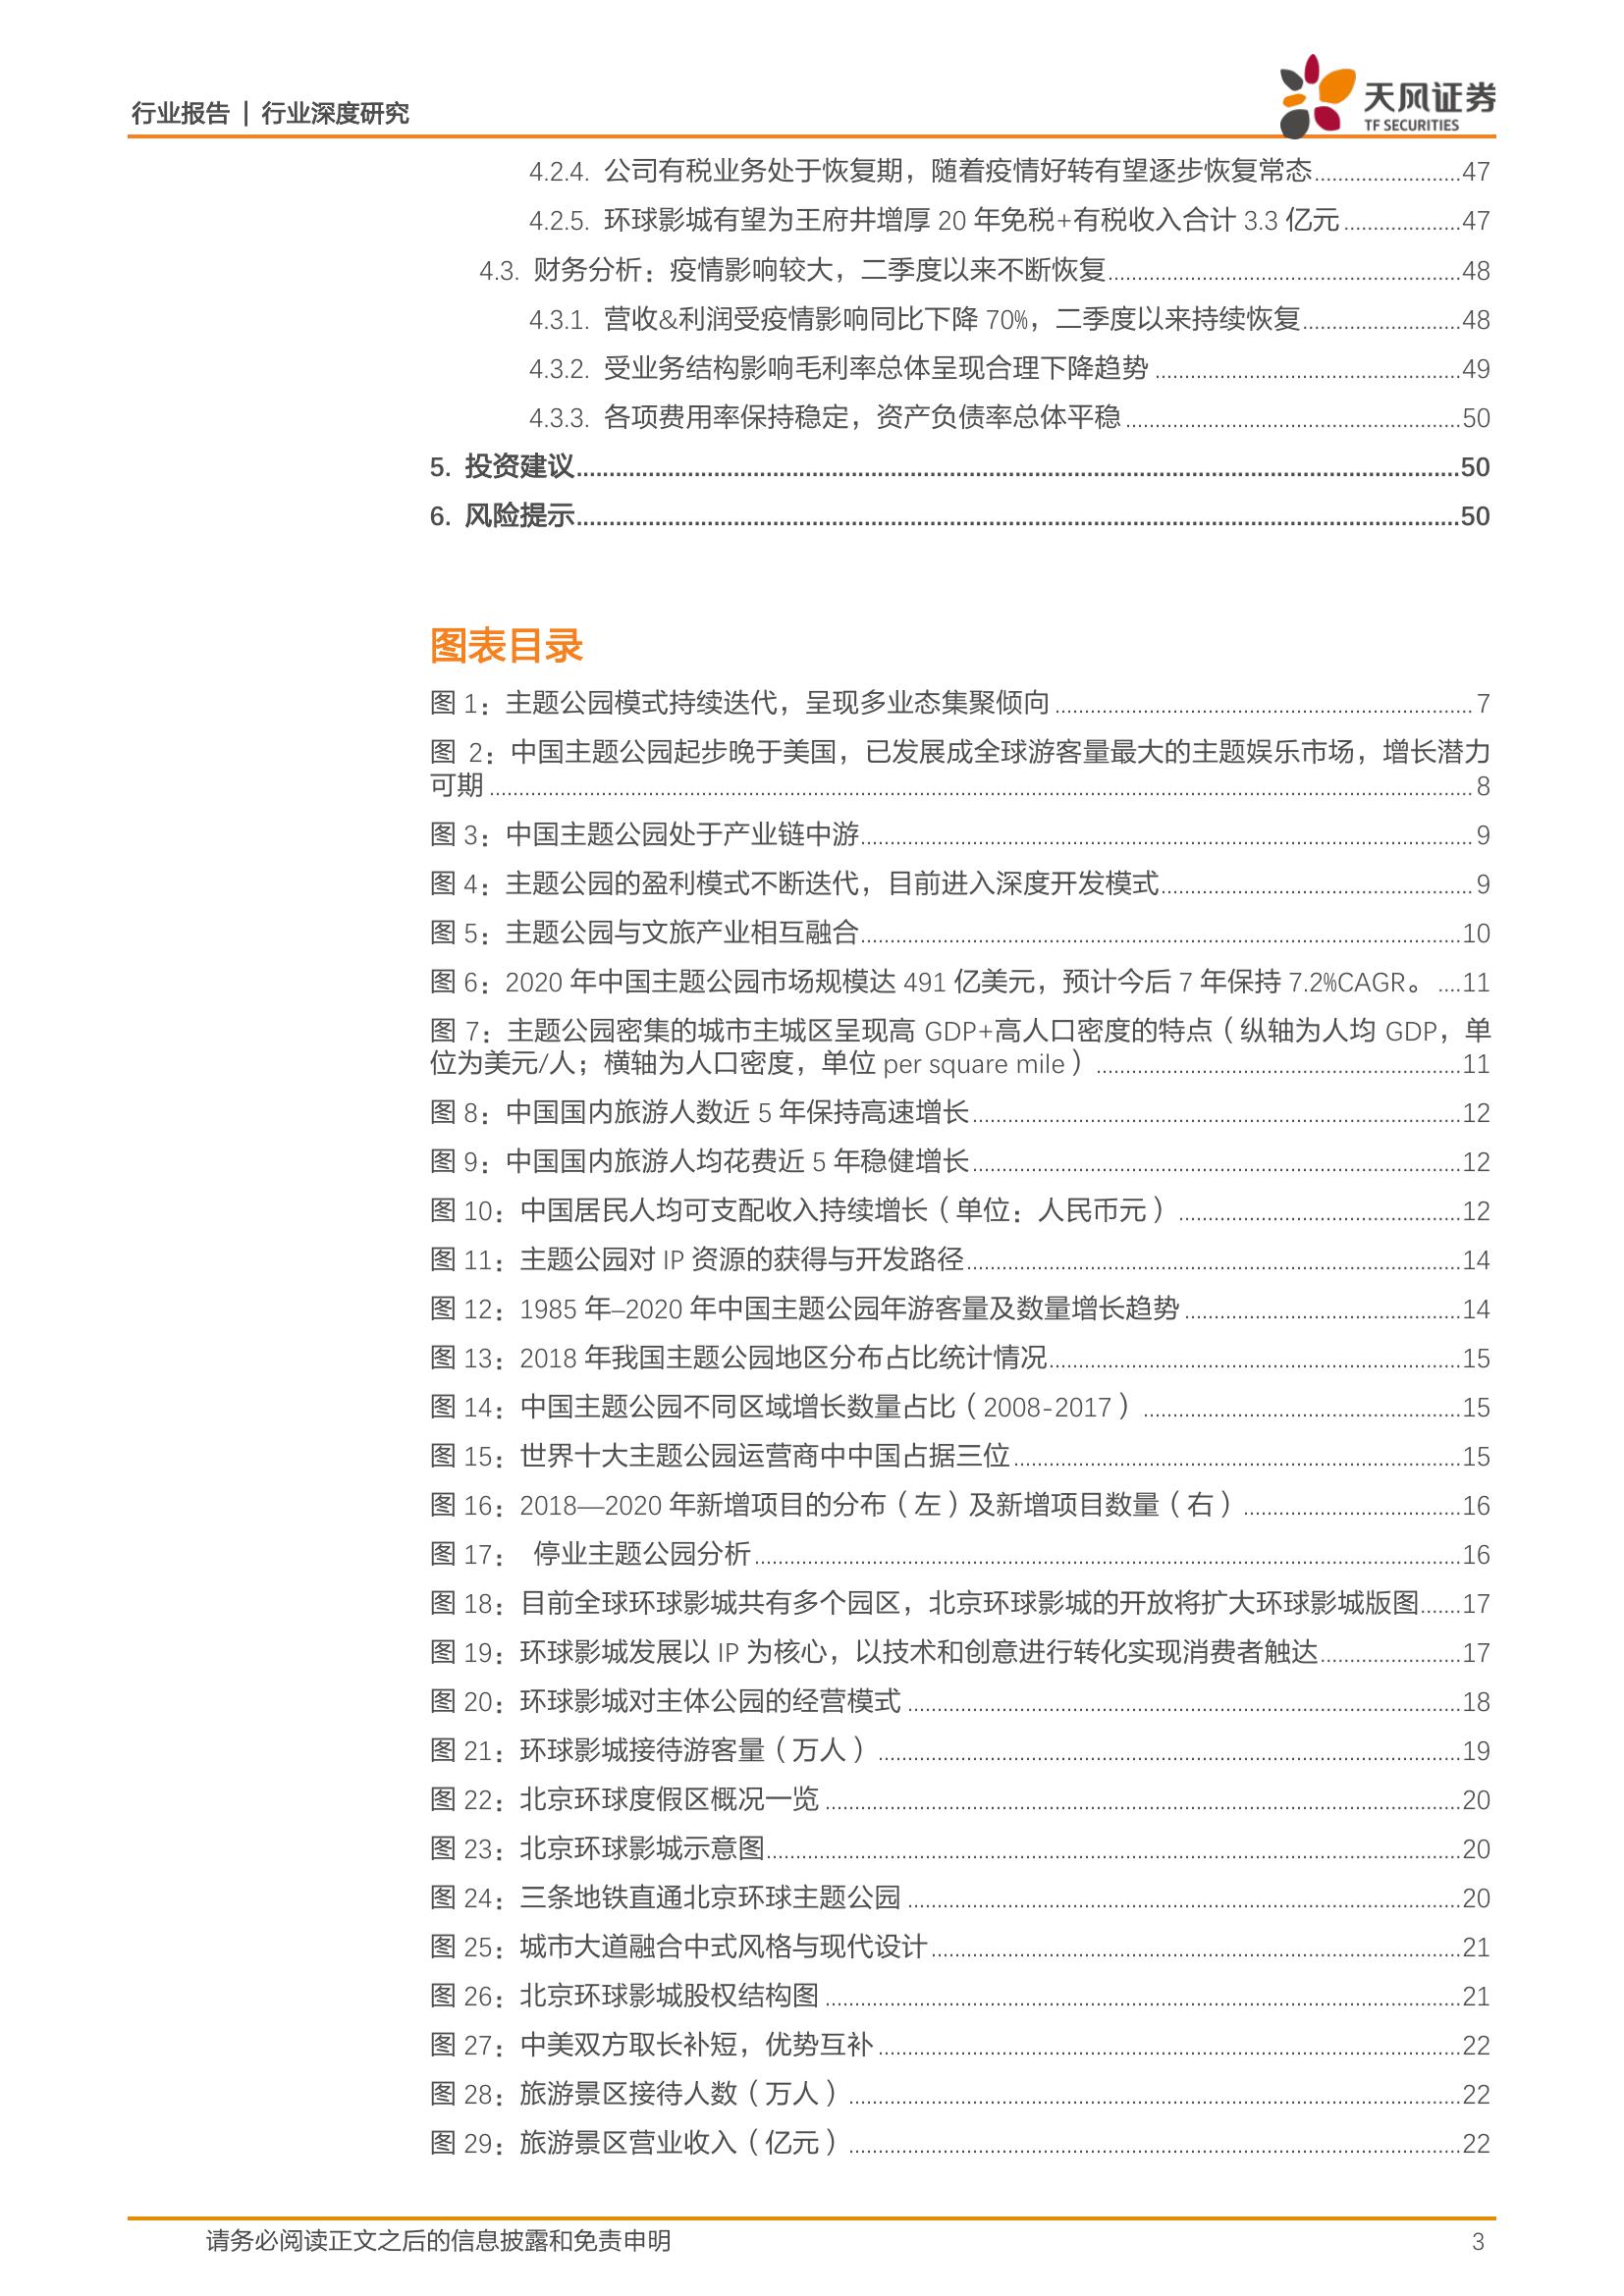 行业报告 | 行业深度研究
天风证券
TF SECURITIES
4.2.4. 公司有税业务处于恢复期，随着疫情好转有望逐步恢复常态........................47
4.2.5. 环球影城有望为王府井增厚 20 年免税+有税收入合计 3.3 亿元....................47
4.3. 财务分析：疫情影响较大，二季度以来不断恢复..........................................................48
4.3.1. 营收&利润受疫情影响同比下降 70%，二季度以来持续恢复..........................48
4.3.2. 受业务结构影响毛利率总体呈现合理下降趋势....................................................49
4.3.3. 各项费用率保持稳定，资产负债率总体平稳........................................................50
5. 投资建议........................................................................................................................50
6. 风险提示........................................................................................................................50
图表目录
图 1：主题公园模式持续迭代，呈现多业态集聚倾向......................................................................7
图 2：中国主题公园起步晚于美国，已发展成全球游客量最大的主题娱乐市场，增长潜力
可期......................................................................................................................................8
图 3：中国主题公园处于产业链中游......................................................................................................9
图 4：主题公园的盈利模式不断迭代，目前进入深度开发模式....................................................9
图 5：主题公园与文旅产业相互融合....................................................................................................10
图 6：2020 年中国主题公园市场规模达 491 亿美元，预计今后 7 年保持 7.2%CAGR。....11
图 7：主题公园密集的城市主城区呈现高 GDP+高人口密度的特点（纵轴为人均 GDP，单
位为美元/人；横轴为人口密度，单位 per square mile）..............................................................11
图 8：中国国内旅游人数近 5 年保持高速增长..................................................................................12
图 9：中国国内旅游人均花费近 5 年稳健增长..................................................................................12
图 10：中国居民人均可支配收入持续增长（单位：人民币元）................................................12
图 11：主题公园对 IP 资源的获得与开发路径..................................................................................14
图 12：1985 年–2020 年中国主题公园年游客量及数量增长趋势..............................................14
图 13：2018 年我国主题公园地区分布占比统计情况......................................................................15
图 14：中国主题公园不同区域增长数量占比（2008-2017）......................................................15
图 15：世界十大主题公园运营商中中国占据三位............................................................................15
图 16：2018—2020 年新增项目的分布（左）及新增项目数量（右）....................................16
图 17： 停业主题公园分析......................................................................................................................16
图 18：目前全球环球影城共有多个园区，北京环球影城的开放将扩大环球影城版图.......17
图 19：环球影城发展以 IP 为核心，以技术和创意进行转化实现消费者触达........................17
图 20：环球影城对主体公园的经营模式..............................................................................................18
图 21：环球影城接待游客量（万人）..................................................................................................19
图 22：北京环球度假区概况一览............................................................................................................20
图 23：北京环球影城示意图......................................................................................................................20
图 24：三条地铁直通北京环球主题公园..............................................................................................20
图 25：城市大道融合中式风格与现代设计..........................................................................................21
图 26：北京环球影城股权结构图............................................................................................................21
图 27：中美双方取长补短，优势互补..................................................................................................22
图 28：旅游景区接待人数（万人）........................................................................................................22
图 29：旅游景区营业收入（亿元）........................................................................................................22
请务必阅读正文之后的信息披露和免责申明
3